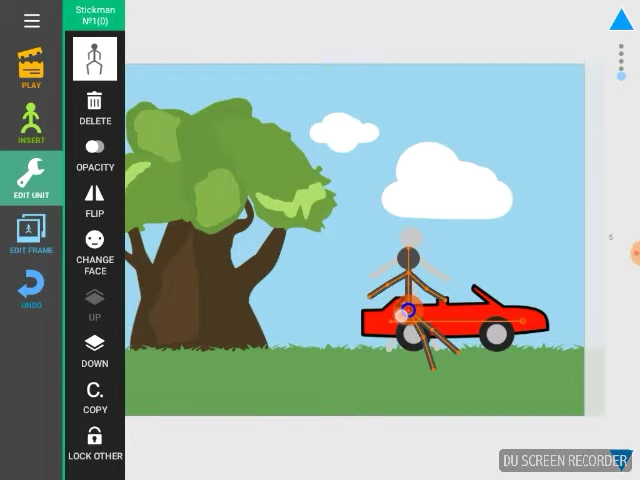 Stickman
№1(0)
PLAY
INSERT
EDIT UNIT
EDIT FRAME
UNDO
DELETE
OPACITY
FLIP
CHANGE
FACE
UP
DOWN
C.
COPY
LOCK OTHER
5
DU SCREEN RECORDER